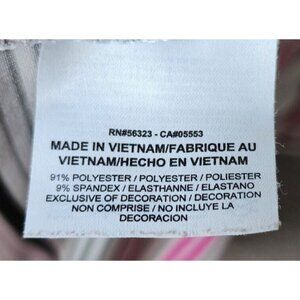 RN#56323 - CA#05553
MADE IN VIETNAM/FABRIQUE AU
VIETNAM/HECHO EN VIETNAM
91% POLYESTER / POLYESTER / POLIESTER
9% SPANDEX / ELASTHANNE / ELASTANO
EXCLUSIVE OF DECORATION / DECORATION
NON COMPRISE / NO INCLUYE LA
DECORACION